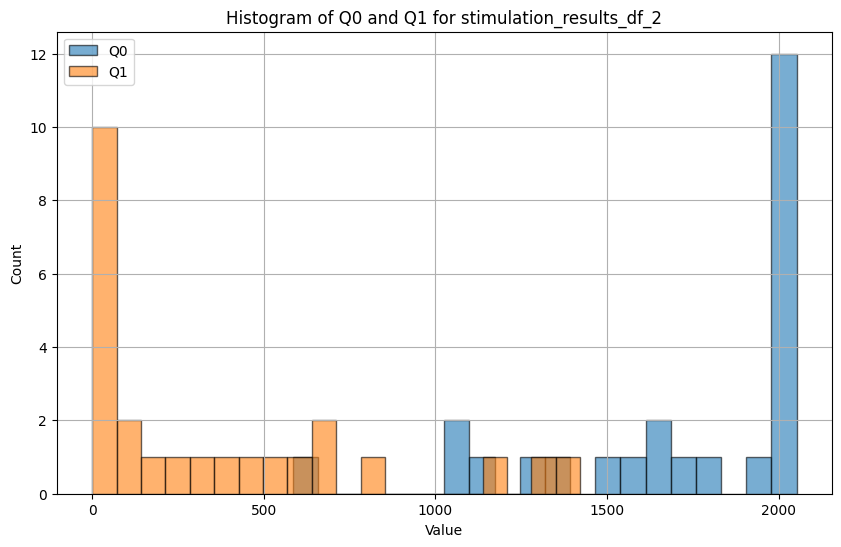 Histogram of Q0 and Q1 for stimulation_results_df_2
Q0
Q1
12
10
8
6
4
2
0
Count
0 500 1000 1500 2000
Value